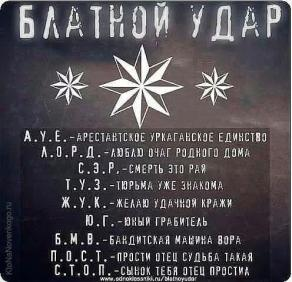 БЛАТНОЙ УДАР
А.У.Е.-АРЕСТАНТСКОЕ УРКАГАНСКОЕ ЕДИНСТВО
Л.О.Р.Д.-ЛЮБЛЮ ОЧАГ РОДНОГО ДОМА
С.Э.Р.-СМЕРТЬ ЭТО РАЙ
Т.У.З.-ТЮРЬМА УЖЕ ЗНАКОМА
Ж.У.К.-ЖЕЛАЮ УДАЧНОЙ КРАЖИ
Ю.Г.-ЮНЫЙ ГРАБИТЕЛЬ
Б.М.В.-БАНДИТСКАЯ МАШИНА ВОРА
П.О.С.Т.-ПРОСТИ ОТЕЦ СУДЬБА ТАКАЯ
С.Т.О.П.-СЫНОК ТЕБЯ ОТЕЦ ПРОСТИЛ
www.odnoklassniki.ru/blatnoyudar
KtoNaNovenkogo.ru